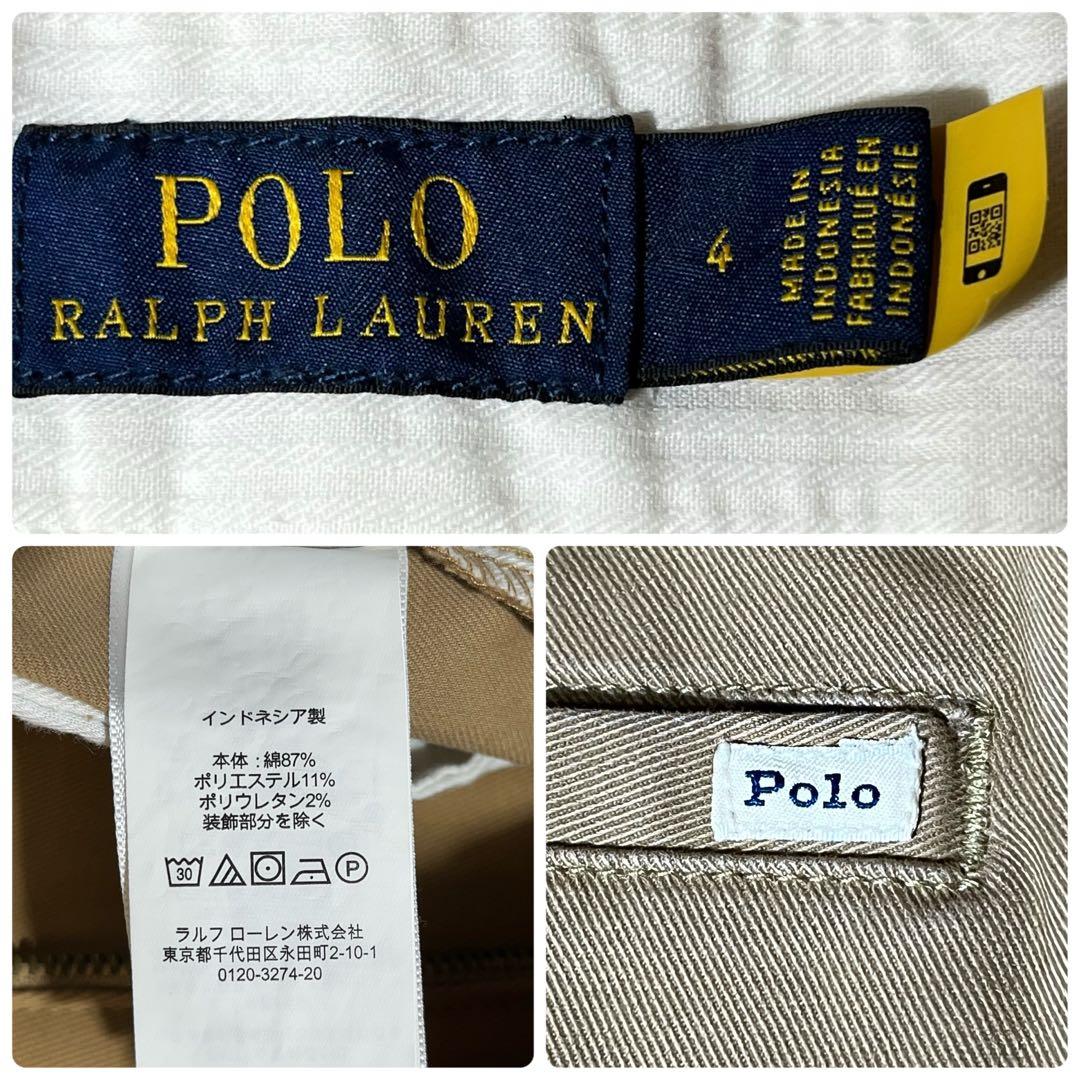 POLO
RALPH LAUREN
4
MADE IN
INDONESIA
FABRIQUÉ EN
INDONÉSIE
インドネシア製
本体 : 綿87%
ポリエステル11%
ポリウレタン2%
装飾部分を除く
30
P
ラルフ ローレン株式会社
東京都千代田区永田町2-10-1
0120-3274-20
Polo